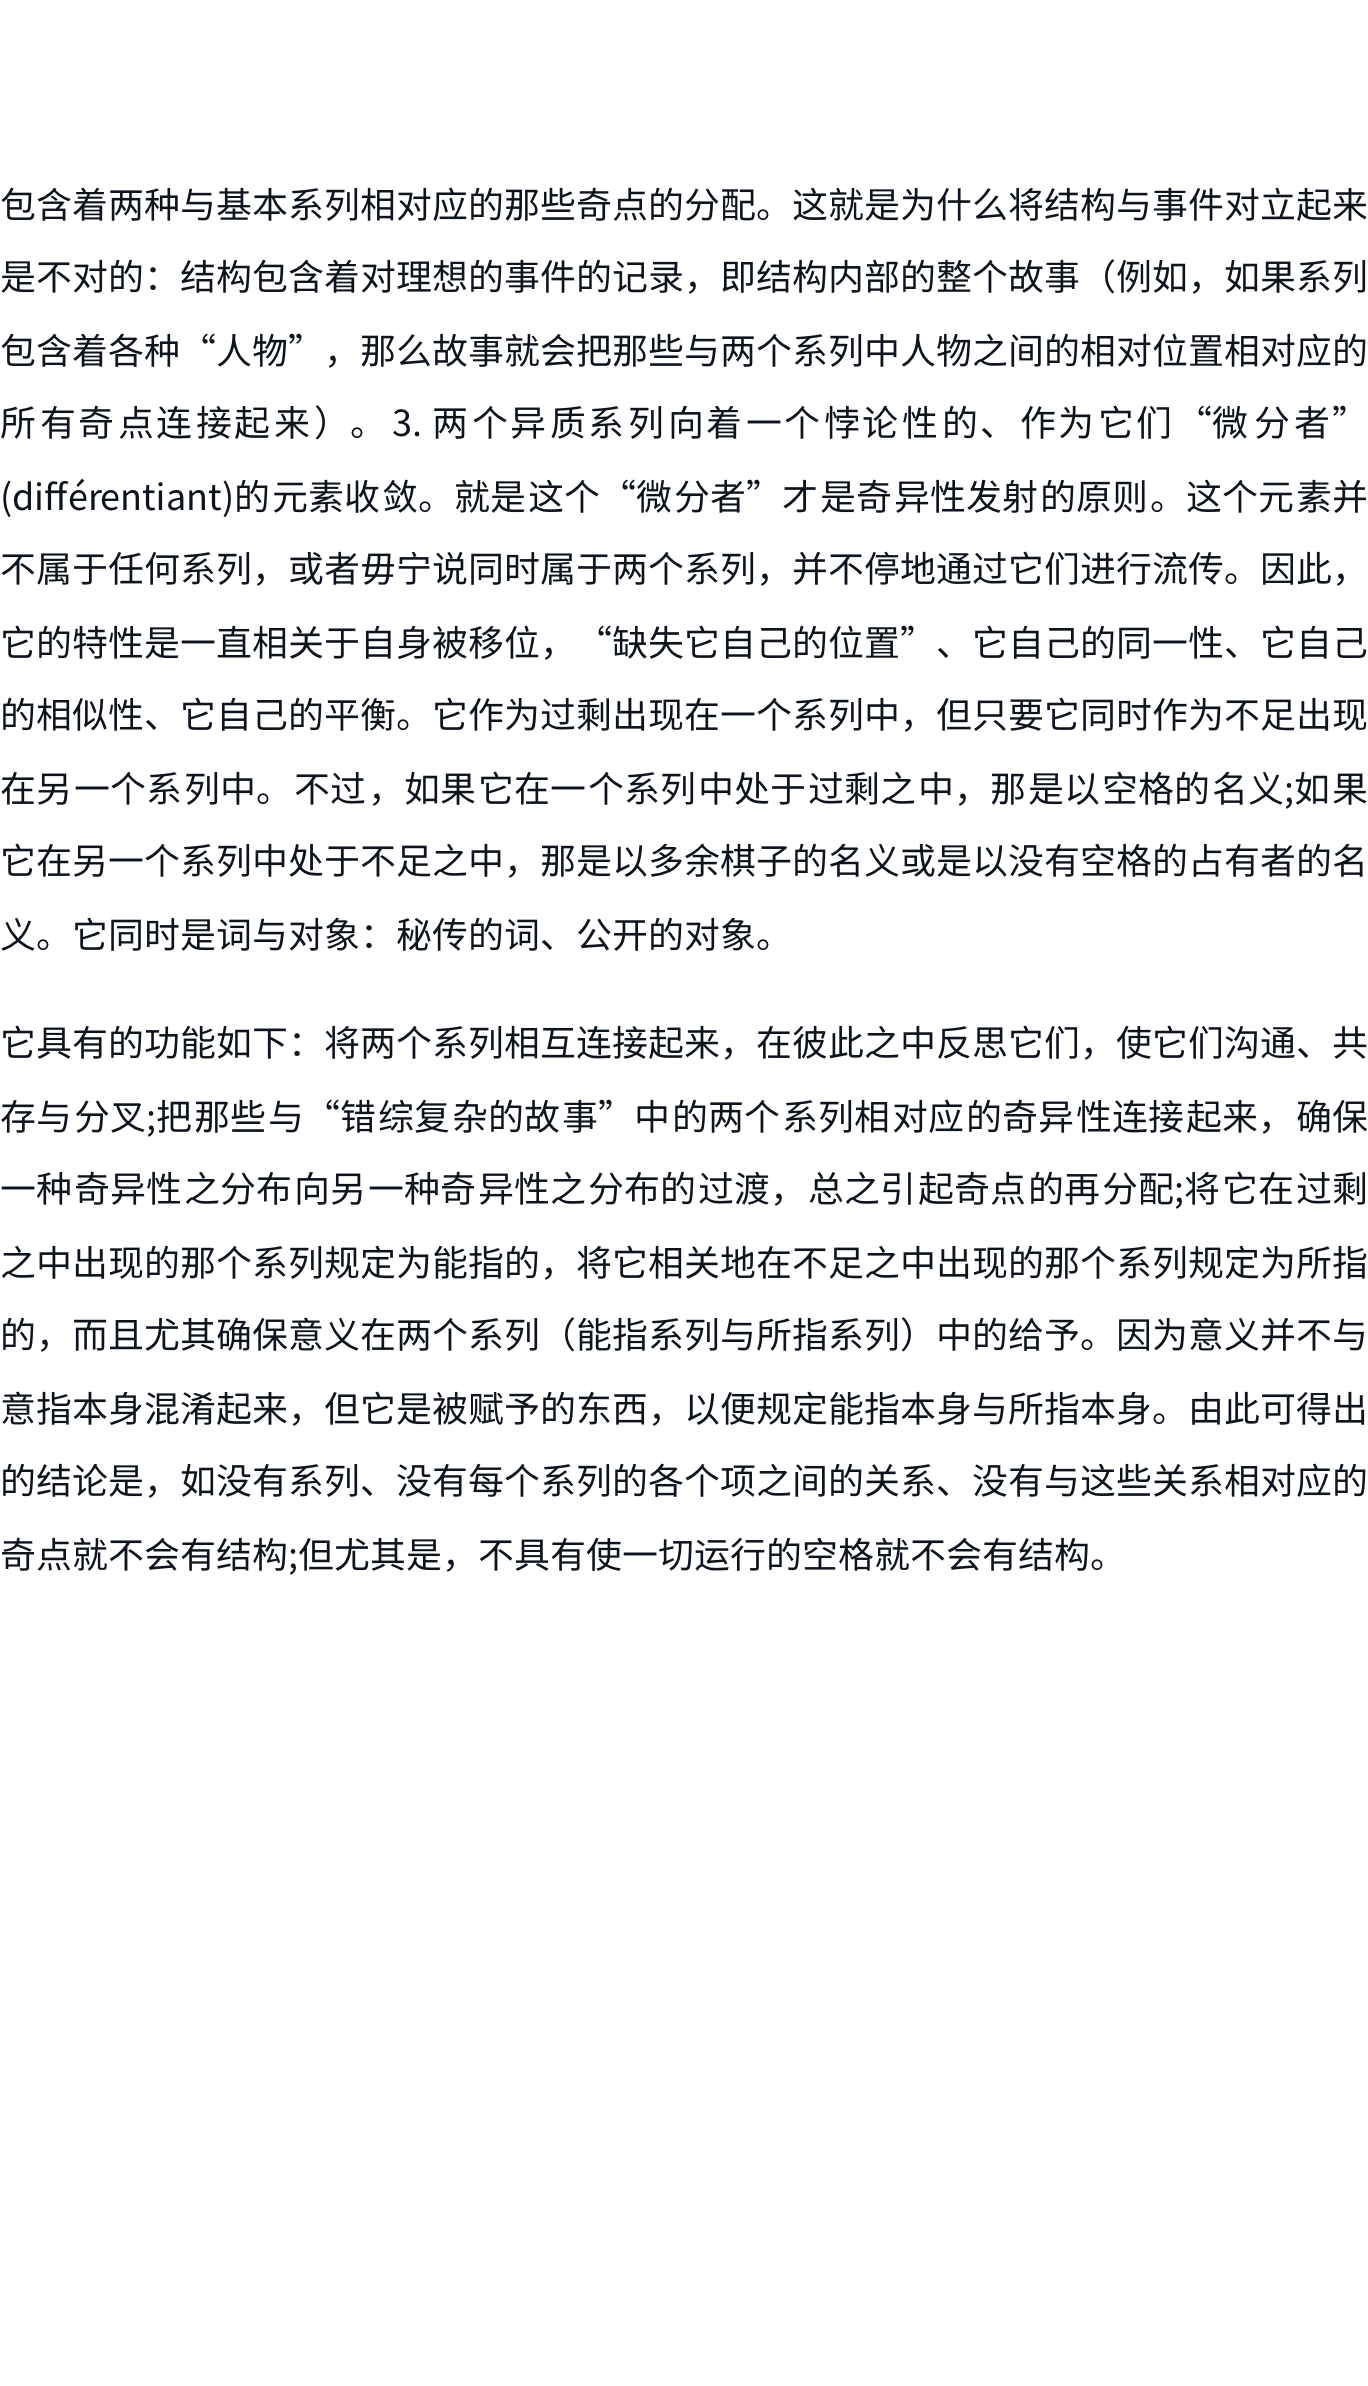 包含着两种与基本系列相对应的那些奇点的分配。这就是为什么将结构与事件对立起来
是不对的：结构包含着对理想的事件的记录，即结构内部的整个故事（例如，如果系列
包含着各种“人物”，那么故事就会把那些与两个系列中人物之间的相对位置相对应的
所有奇点连接起来）。3. 两个异质系列向着一个悖论性的、作为它们“微分者”
(différentiant)的元素收敛。就是这个“微分者”才是奇异性发射的原则。这个元素并
不属于任何系列，或者毋宁说同时属于两个系列，并不停地通过它们进行流传。因此，
它的特性是一直相关于自身被移位，“缺失它自己的位置”、它自己的同一性、它自己
的相似性、它自己的平衡。它作为过剩出现在一个系列中，但只要它同时作为不足出现
在另一个系列中。不过，如果它在一个系列中处于过剩之中，那是以空格的名义;如果
它在另一个系列中处于不足之中，那是以多余棋子的名义或是以没有空格的占有者的名
义。它同时是词与对象：秘传的词、公开的对象。
它具有的功能如下：将两个系列相互连接起来，在彼此之中反思它们，使它们沟通、共
存与分叉;把那些与“错综复杂的故事”中的两个系列相对应的奇异性连接起来，确保
一种奇异性之分布向另一种奇异性之分布的过渡，总之引起奇点的再分配;将它在过剩
之中出现的那个系列规定为能指的，将它相关地在不足之中出现的那个系列规定为所指
的，而且尤其确保意义在两个系列（能指系列与所指系列）中的给予。因为意义并不与
意指本身混淆起来，但它是被赋予的东西，以便规定能指本身与所指本身。由此可得出
的结论是，如没有系列、没有每个系列的各个项之间的关系、没有与这些关系相对应的
奇点就不会有结构;但尤其是，不具有使一切运行的空格就不会有结构。